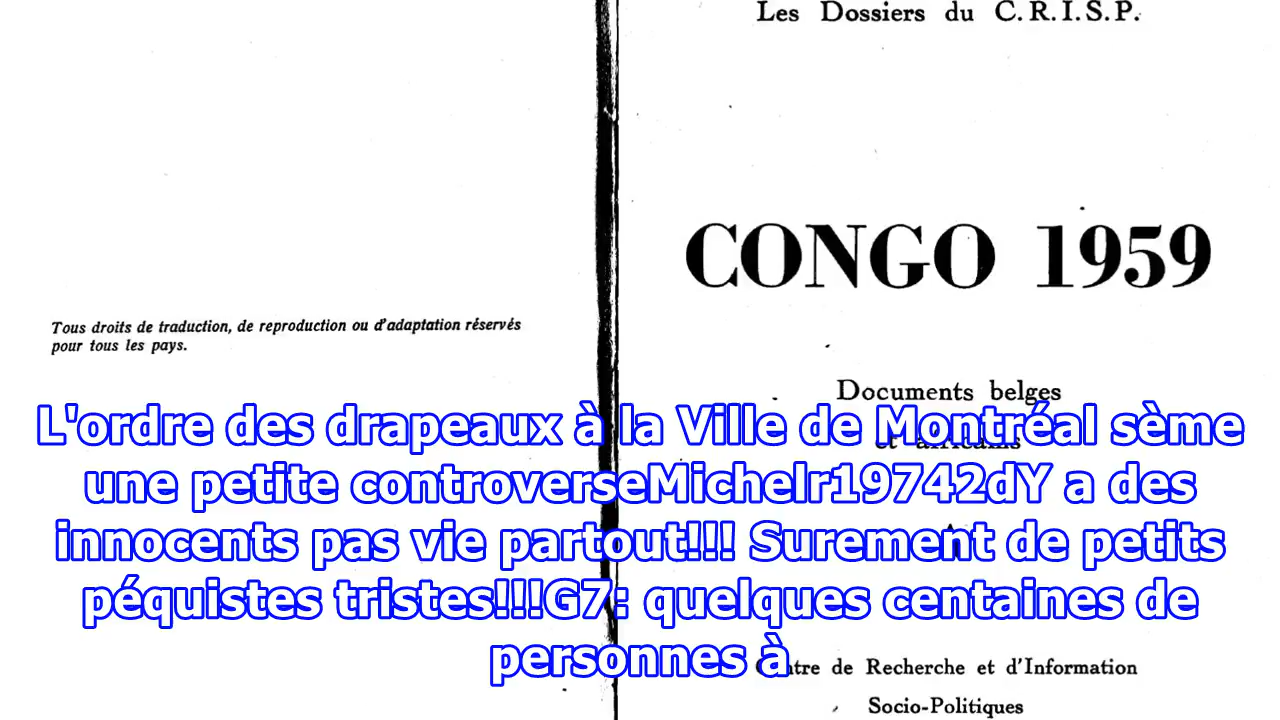 Les Dossiers du C.R.I.S.P.
CONGO 1959
Tous droits de traduction, de reproduction ou d'adaptation réservés
pour tous les pays.
Documents belges
L'ordre des drapeaux à la Ville de Montréal sème
une petite controverseMichelr19742dY a des
innocents pas vie partout!!! Surement de petits
péquistes tristes!!!G7: quelques centaines de
personnes à
de Recherche et d'Information
Socio-Politiques